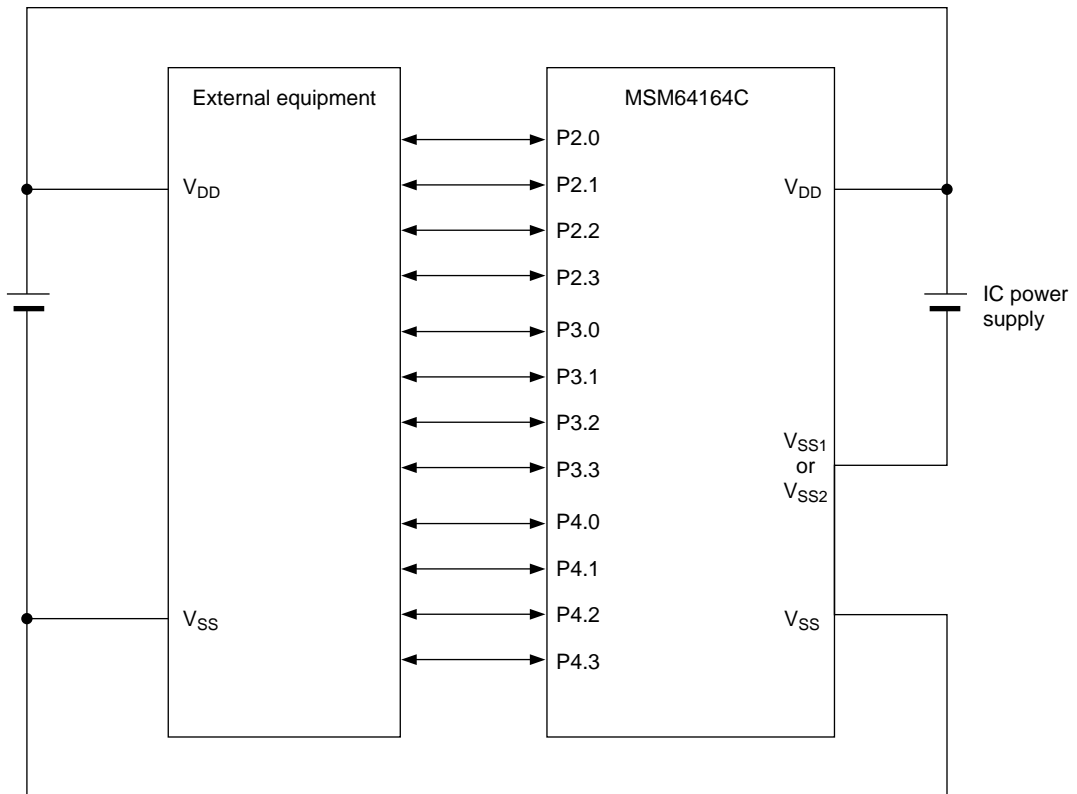 External equipment
MSM64164C
P2.0
P2.1
VDD
VDD
P2.2
P2.3
IC power
supply
P3.0
P3.1
P3.2
P3.3
VSS1
or
VSS2
P4.0
P4.1
P4.2
VSS
VSS
P4.3